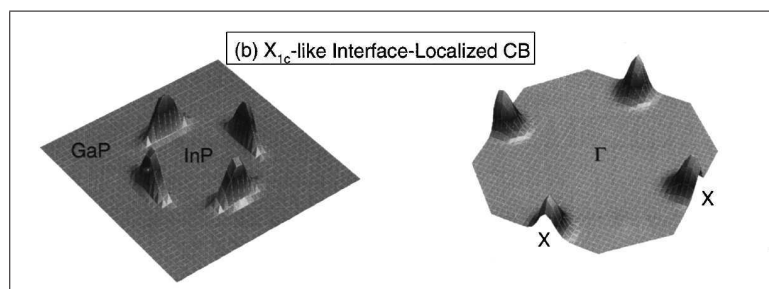 (b) X₁c-like Interface-Localized CB
GaP
InP
Γ
X
X